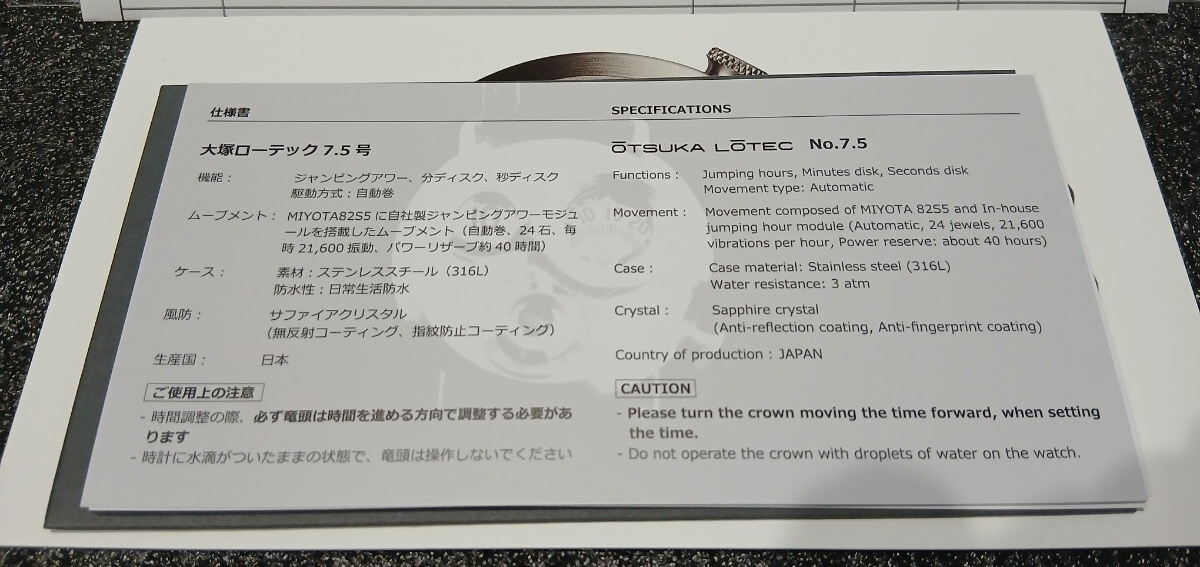 仕様書
大塚ローテック 7.5 号
機能： ジャンピングアワー、分ディスク、秒ディスク
駆動方式：自動巻
ムーブメント： MIYOTA82S5 に自社製ジャンピングアワーモジュ
ールを搭載したムーブメント（自動巻、24 石、毎
時 21,600 振動、パワーリザーブ約 40 時間）
ケース： 素材：ステンレススチール（316L）
防水性：日常生活防水
風防： サファイアクリスタル
（無反射コーティング、指紋防止コーティング）
生産国： 日本
ご使用上の注意
- 時間調整の際、必ず竜頭は時間を進める方向で調整する必要があ
ります
- 時計に水滴がついたままの状態で、竜頭は操作しないでください
SPECIFICATIONS
ŌTSUKA LŌTEC No.7.5
Functions : Jumping hours, Minutes disk, Seconds disk
Movement type: Automatic
Movement : Movement composed of MIYOTA 82S5 and In-house
jumping hour module (Automatic, 24 jewels, 21,600
vibrations per hour, Power reserve: about 40 hours)
Case : Case material: Stainless steel (316L)
Water resistance: 3 atm
Crystal : Sapphire crystal
(Anti-reflection coating, Anti-fingerprint coating)
Country of production : JAPAN
CAUTION
- Please turn the crown moving the time forward, when setting
the time.
- Do not operate the crown with droplets of water on the watch.